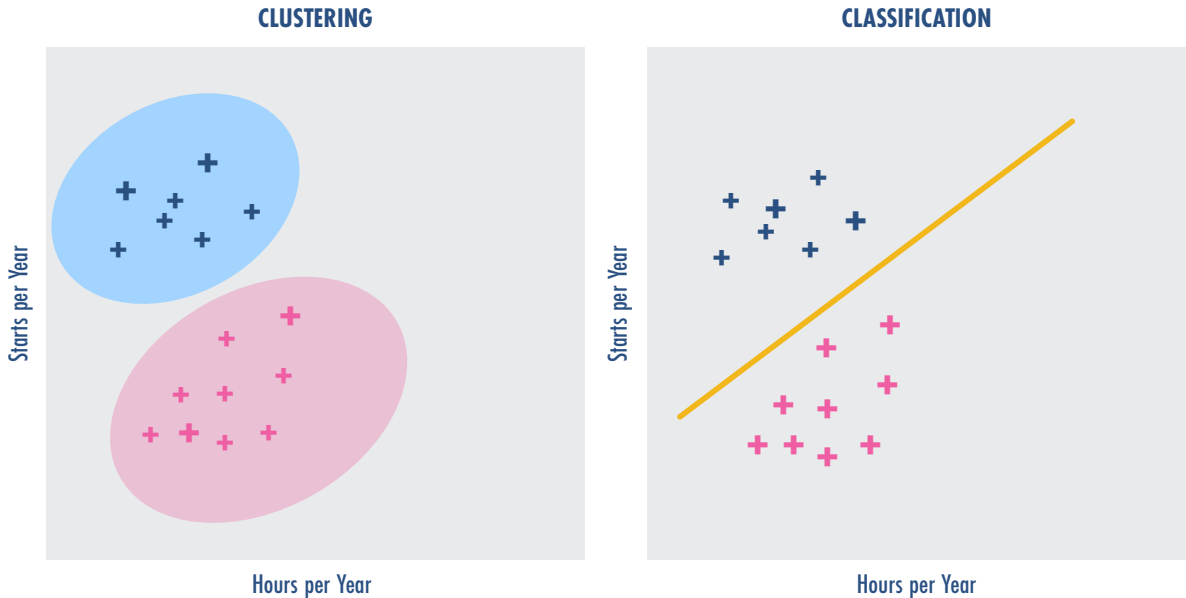 CLUSTERING
CLASSIFICATION
Starts per Year
Starts per Year
Hours per Year
Hours per Year